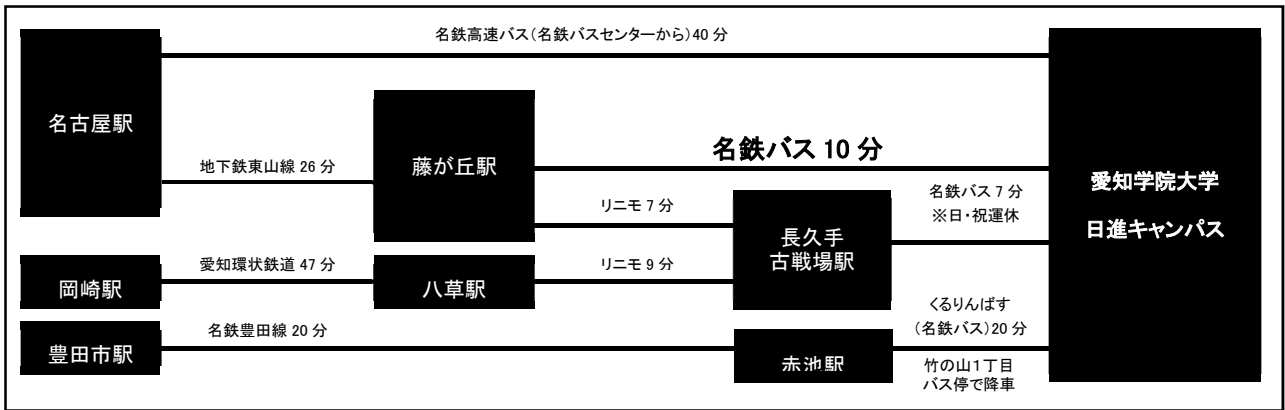 名鉄高速バス(名鉄バスセンターから)40 分
名古屋駅
地下鉄東山線 26 分
藤が丘駅
名鉄バス 10 分
リニモ 7 分
長久手
古戦場駅
名鉄バス 7 分
※日・祝運休
愛知学院大学
日進キャンパス
岡崎駅
愛知環状鉄道 47 分
八草駅
リニモ 9 分
豊田市駅
名鉄豊田線 20 分
赤池駅
くるりんばす
(名鉄バス)20 分
竹の山1丁目
バス停で降車